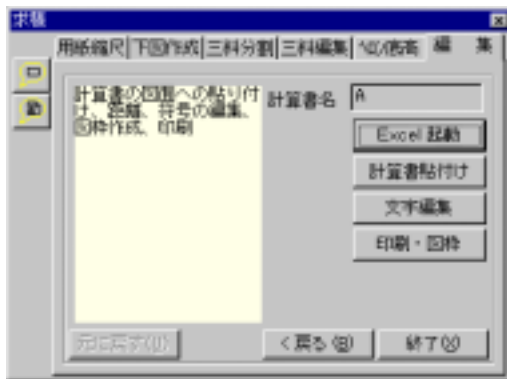 求積
用紙縮尺 下図作成 三斜分割 三斜編集 ﾍﾛﾝ/底高 編 集
計算書の図面への貼り付
け、距離、符号の編集、
図枠作成、印刷
計算書名 A
Excel 起動
計算書貼付け
文字編集
印刷・図枠
元に戻す(U) < 戻る(B) 終了(X)